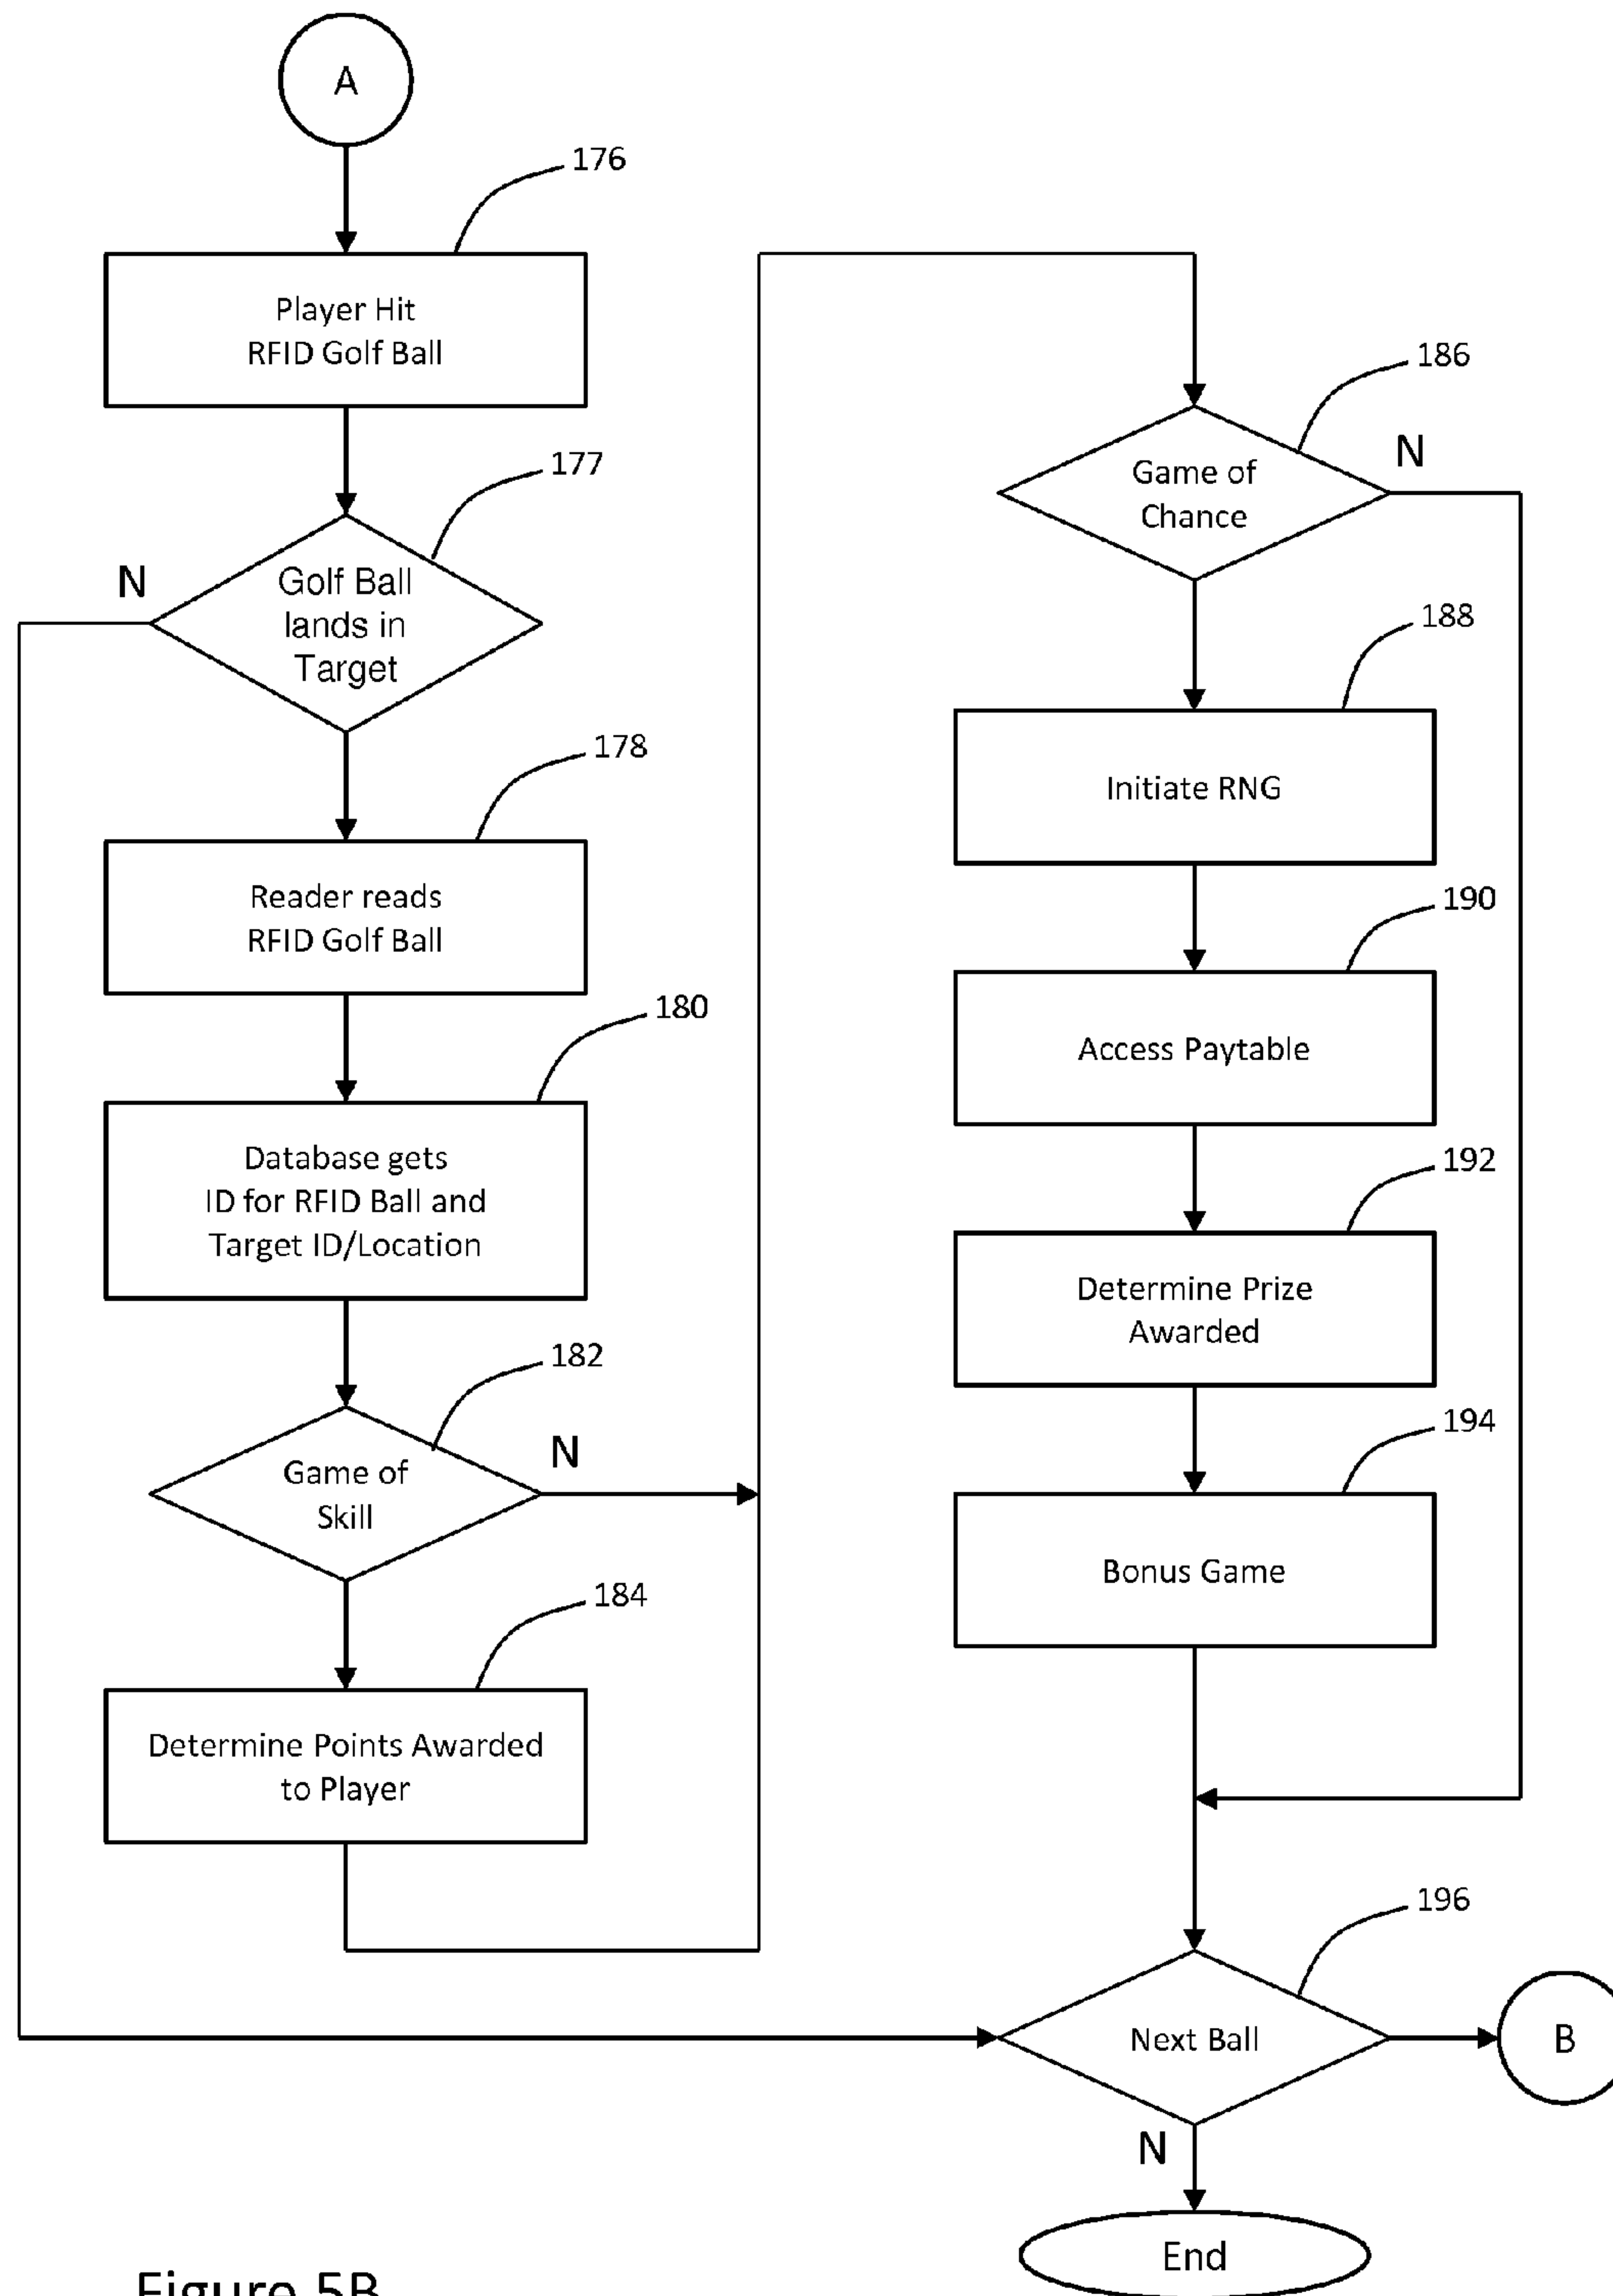 A
176
Player Hit
RFID Golf Ball
177
N
Golf Ball
lands in
Target
178
Reader reads
RFID Golf Ball
180
Database gets
ID for RFID Ball and
Target ID/Location
182
N
Game of
Skill
184
Determine Points Awarded
to Player
186
N
Game of
Chance
188
Initiate RNG
190
Access Paytable
192
Determine Prize
Awarded
194
Bonus Game
196
Next Ball
B
N
End
Figure 5B